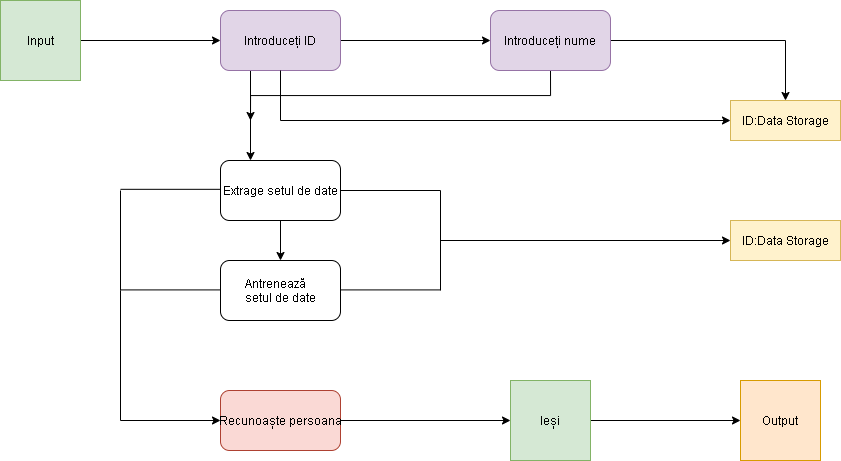 Input
Introduceți ID
Introduceți nume
ID:Data Storage
Extrage setul de date
ID:Data Storage
Antrenează
setul de date
Recunoaște persoana
Ieși
Output